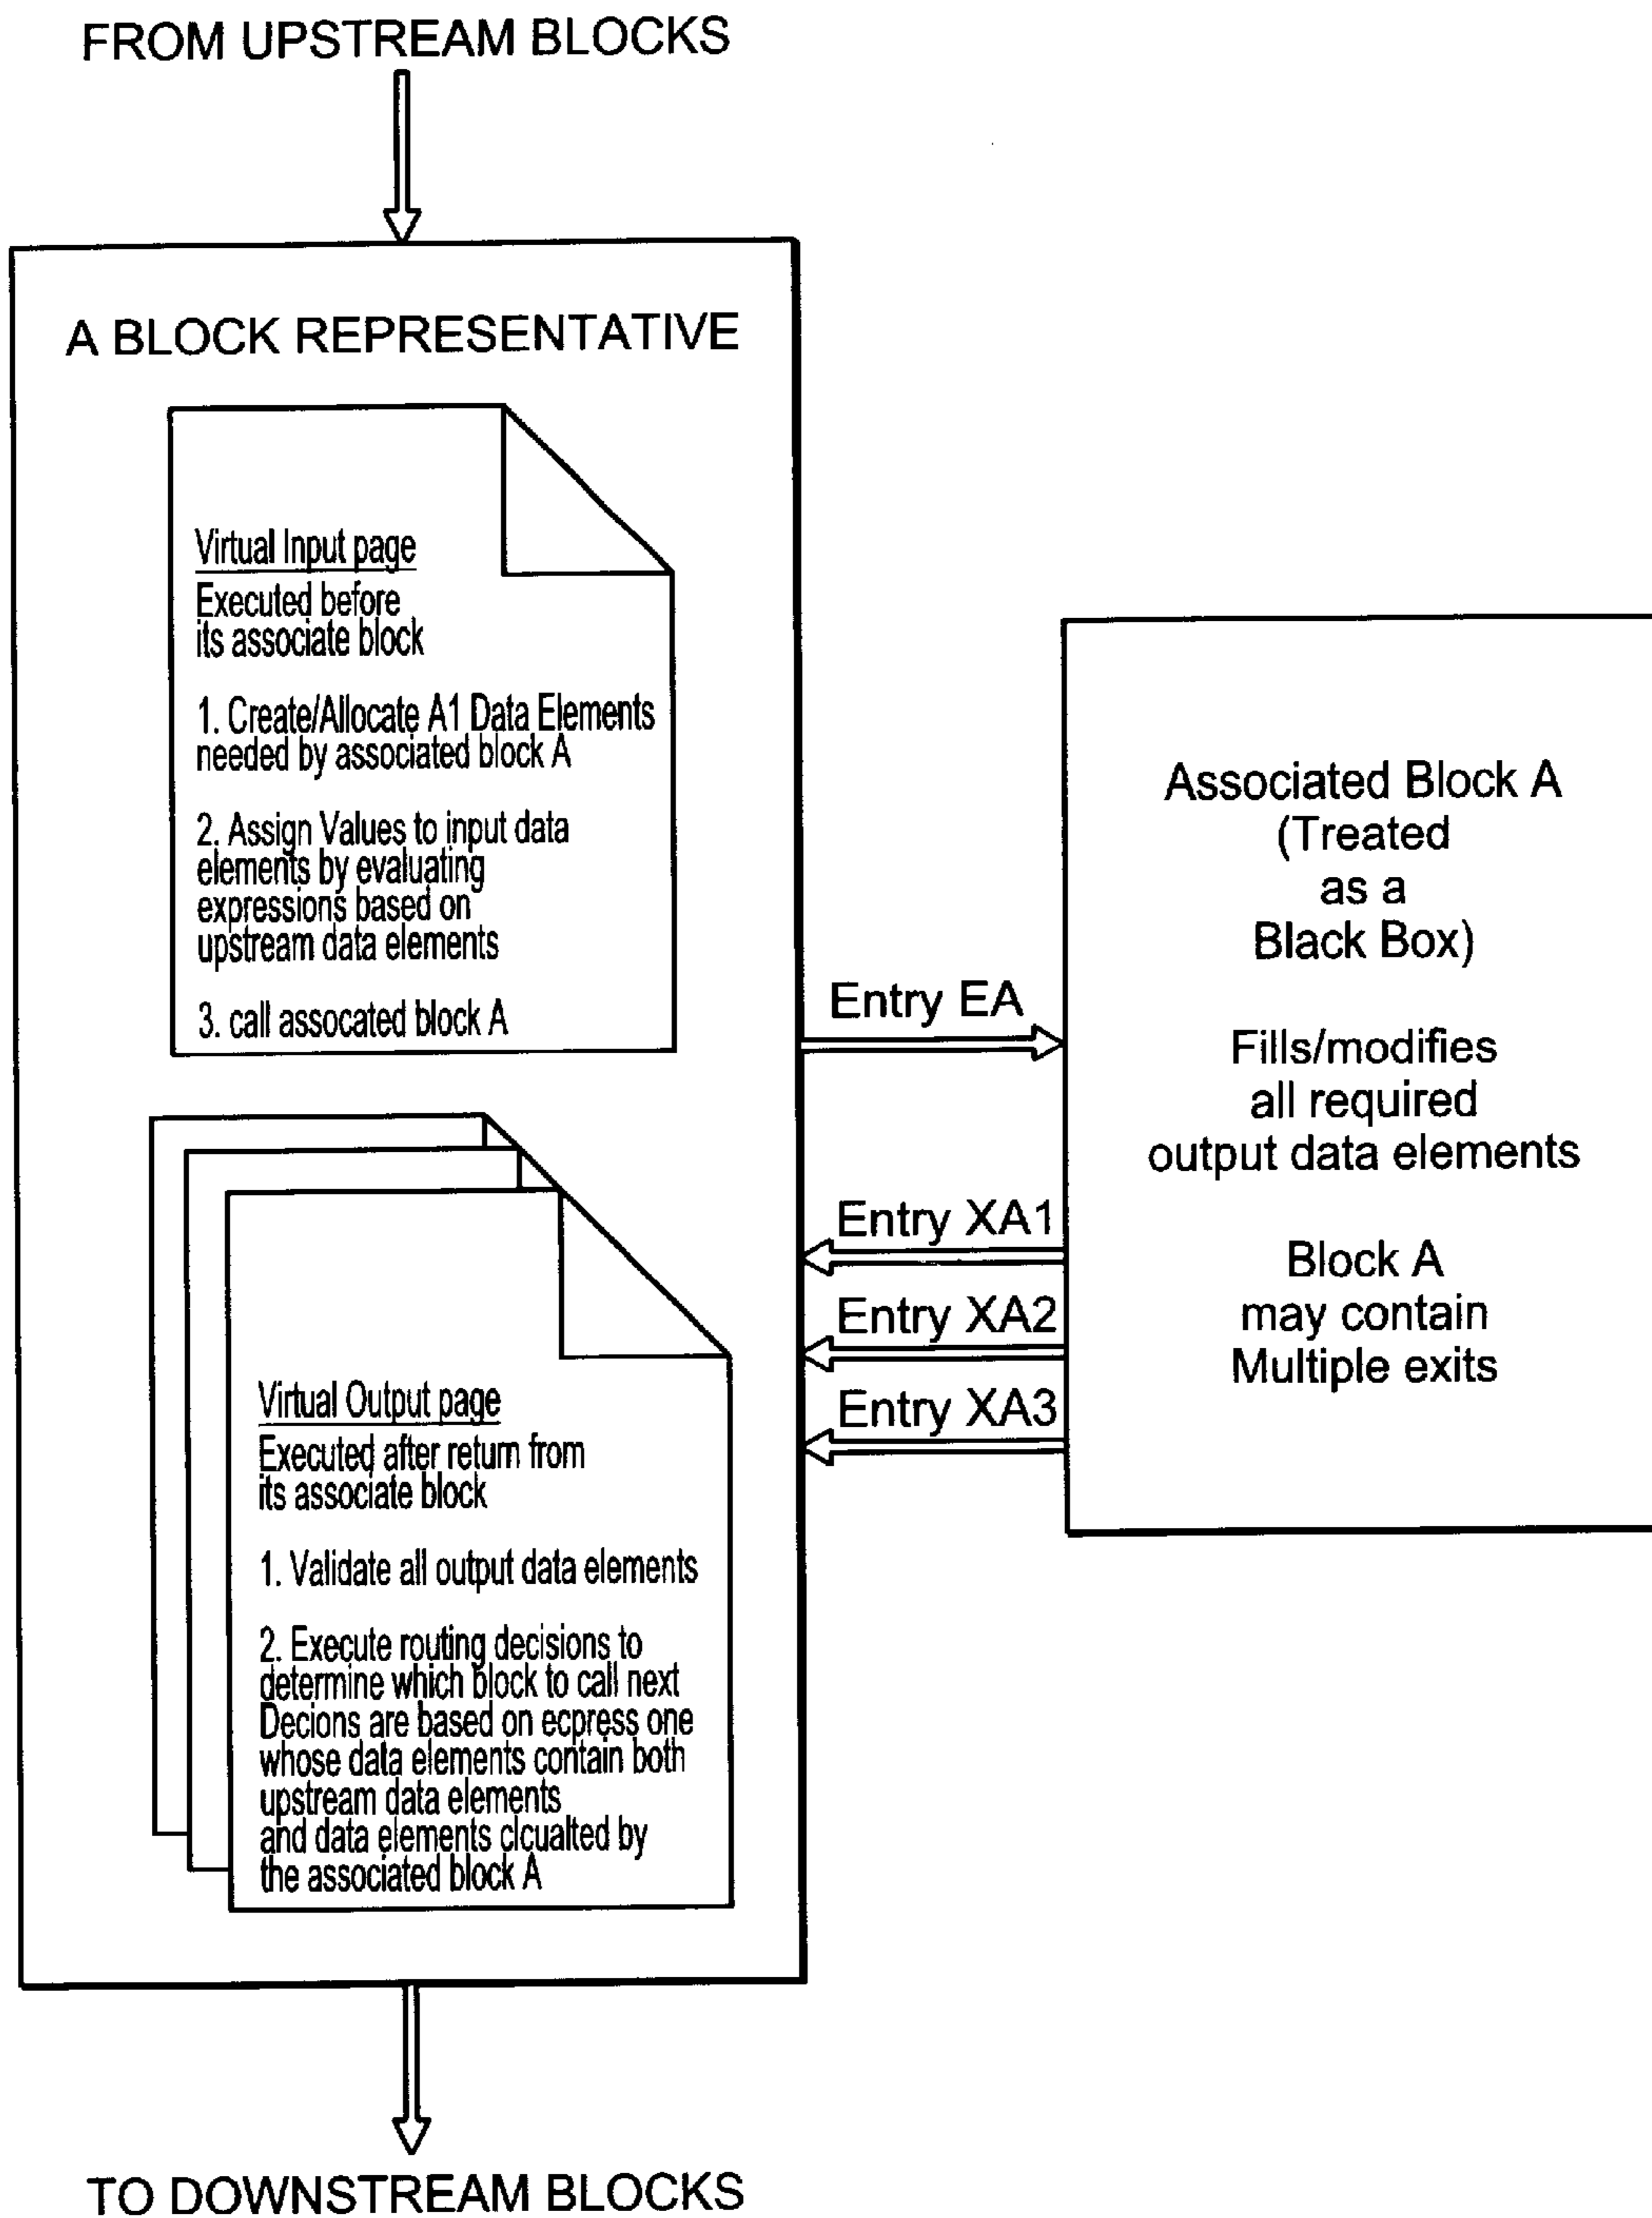 FROM UPSTREAM BLOCKS
A BLOCK REPRESENTATIVE
Virtual Input page
Executed before
its associate block
1. Create/Allocate A1 Data Elements
needed by associated block A
2. Assign Values to input data
elements by evaluating
expressions based on
upstream data elements
3. call assocated block A
Entry EA
Associated Block A
(Treated
as a
Black Box)
Fills/modifies
all required
output data elements
Block A
may contain
Multiple exits
Entry XA1
Entry XA2
Entry XA3
Virtual Output page
Executed after return from
its associate block
1. Validate all output data elements
2. Execute routing decisions to
determine which block to call next
Decions are based on ecpress one
whose data elements contain both
upstream data elements
and data elements clcualted by
the associated block A
TO DOWNSTREAM BLOCKS